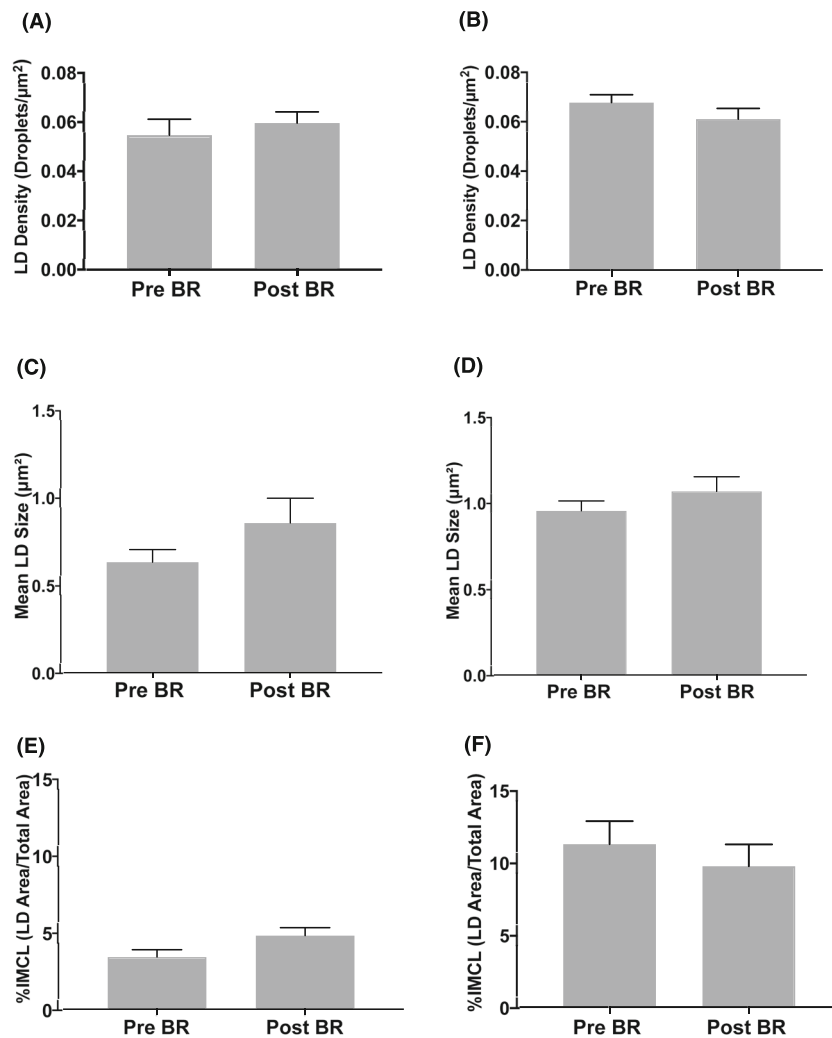 (A)
LD Density (Droplets/µm²)
0.08
0.06
0.04
0.02
0.00
Pre BR
Post BR
(B)
LD Density (Droplets/µm²)
0.08
0.06
0.04
0.02
0.00
Pre BR
Post BR
(C)
Mean LD Size (µm²)
1.5
1.0
0.5
0.0
Pre BR
Post BR
(D)
Mean LD Size (µm²)
1.5
1.0
0.5
0.0
Pre BR
Post BR
(E)
%IMCL (LD Area/Total Area)
15
10
5
0
Pre BR
Post BR
(F)
%IMCL (LD Area/Total Area)
15
10
5
0
Pre BR
Post BR